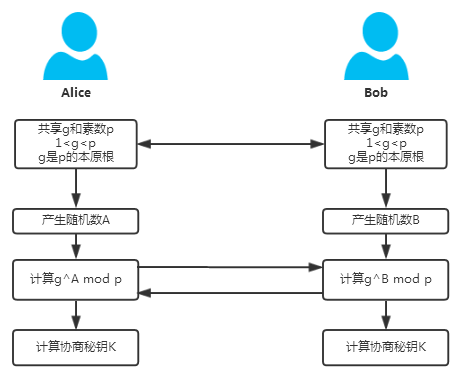 Alice
Bob
共享g和素数p
1<g<p
g是p的本原根
共享g和素数p
1<g<p
g是p的本原根
产生随机数A
产生随机数B
计算g^A mod p
计算g^B mod p
计算协商秘钥K
计算协商秘钥K